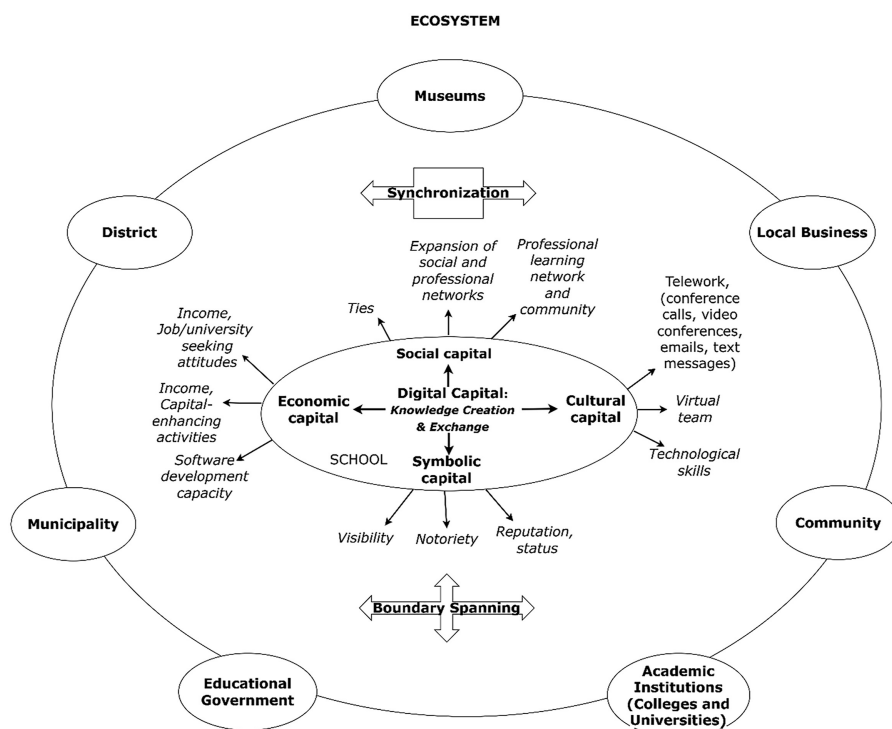 ECOSYSTEM
Museums
Synchronization
District
Local Business
Expansion of
social and
professional
networks
Professional
learning
network
and
community
Telework,
(conference
calls, video
conferences,
emails, text
messages)
Ties
Income,
Job/university
seeking
attitudes
Social capital
Income,
Capital-
enhancing
activities
Economic
capital
Digital Capital:
Knowledge Creation
& Exchange
Cultural
capital
Virtual
team
Software
development
capacity
SCHOOL
Symbolic
capital
Technological
skills
Municipality
Community
Visibility
Notoriety
Reputation,
status
Boundary Spanning
Educational
Government
Academic
Institutions
(Colleges and
Universities)